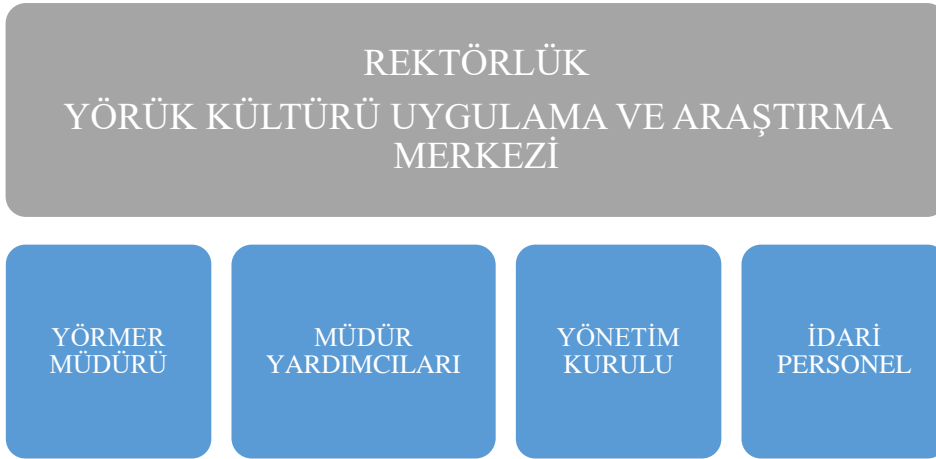 REKTÖRLÜK
YÖRÜK KÜLTÜRÜ UYGULAMA VE ARAŞTIRMA
MERKEZİ
YÖRMER
MÜDÜRÜ
MÜDÜR
YARDIMCILARI
YÖNETİM
KURULU
İDARİ
PERSONEL